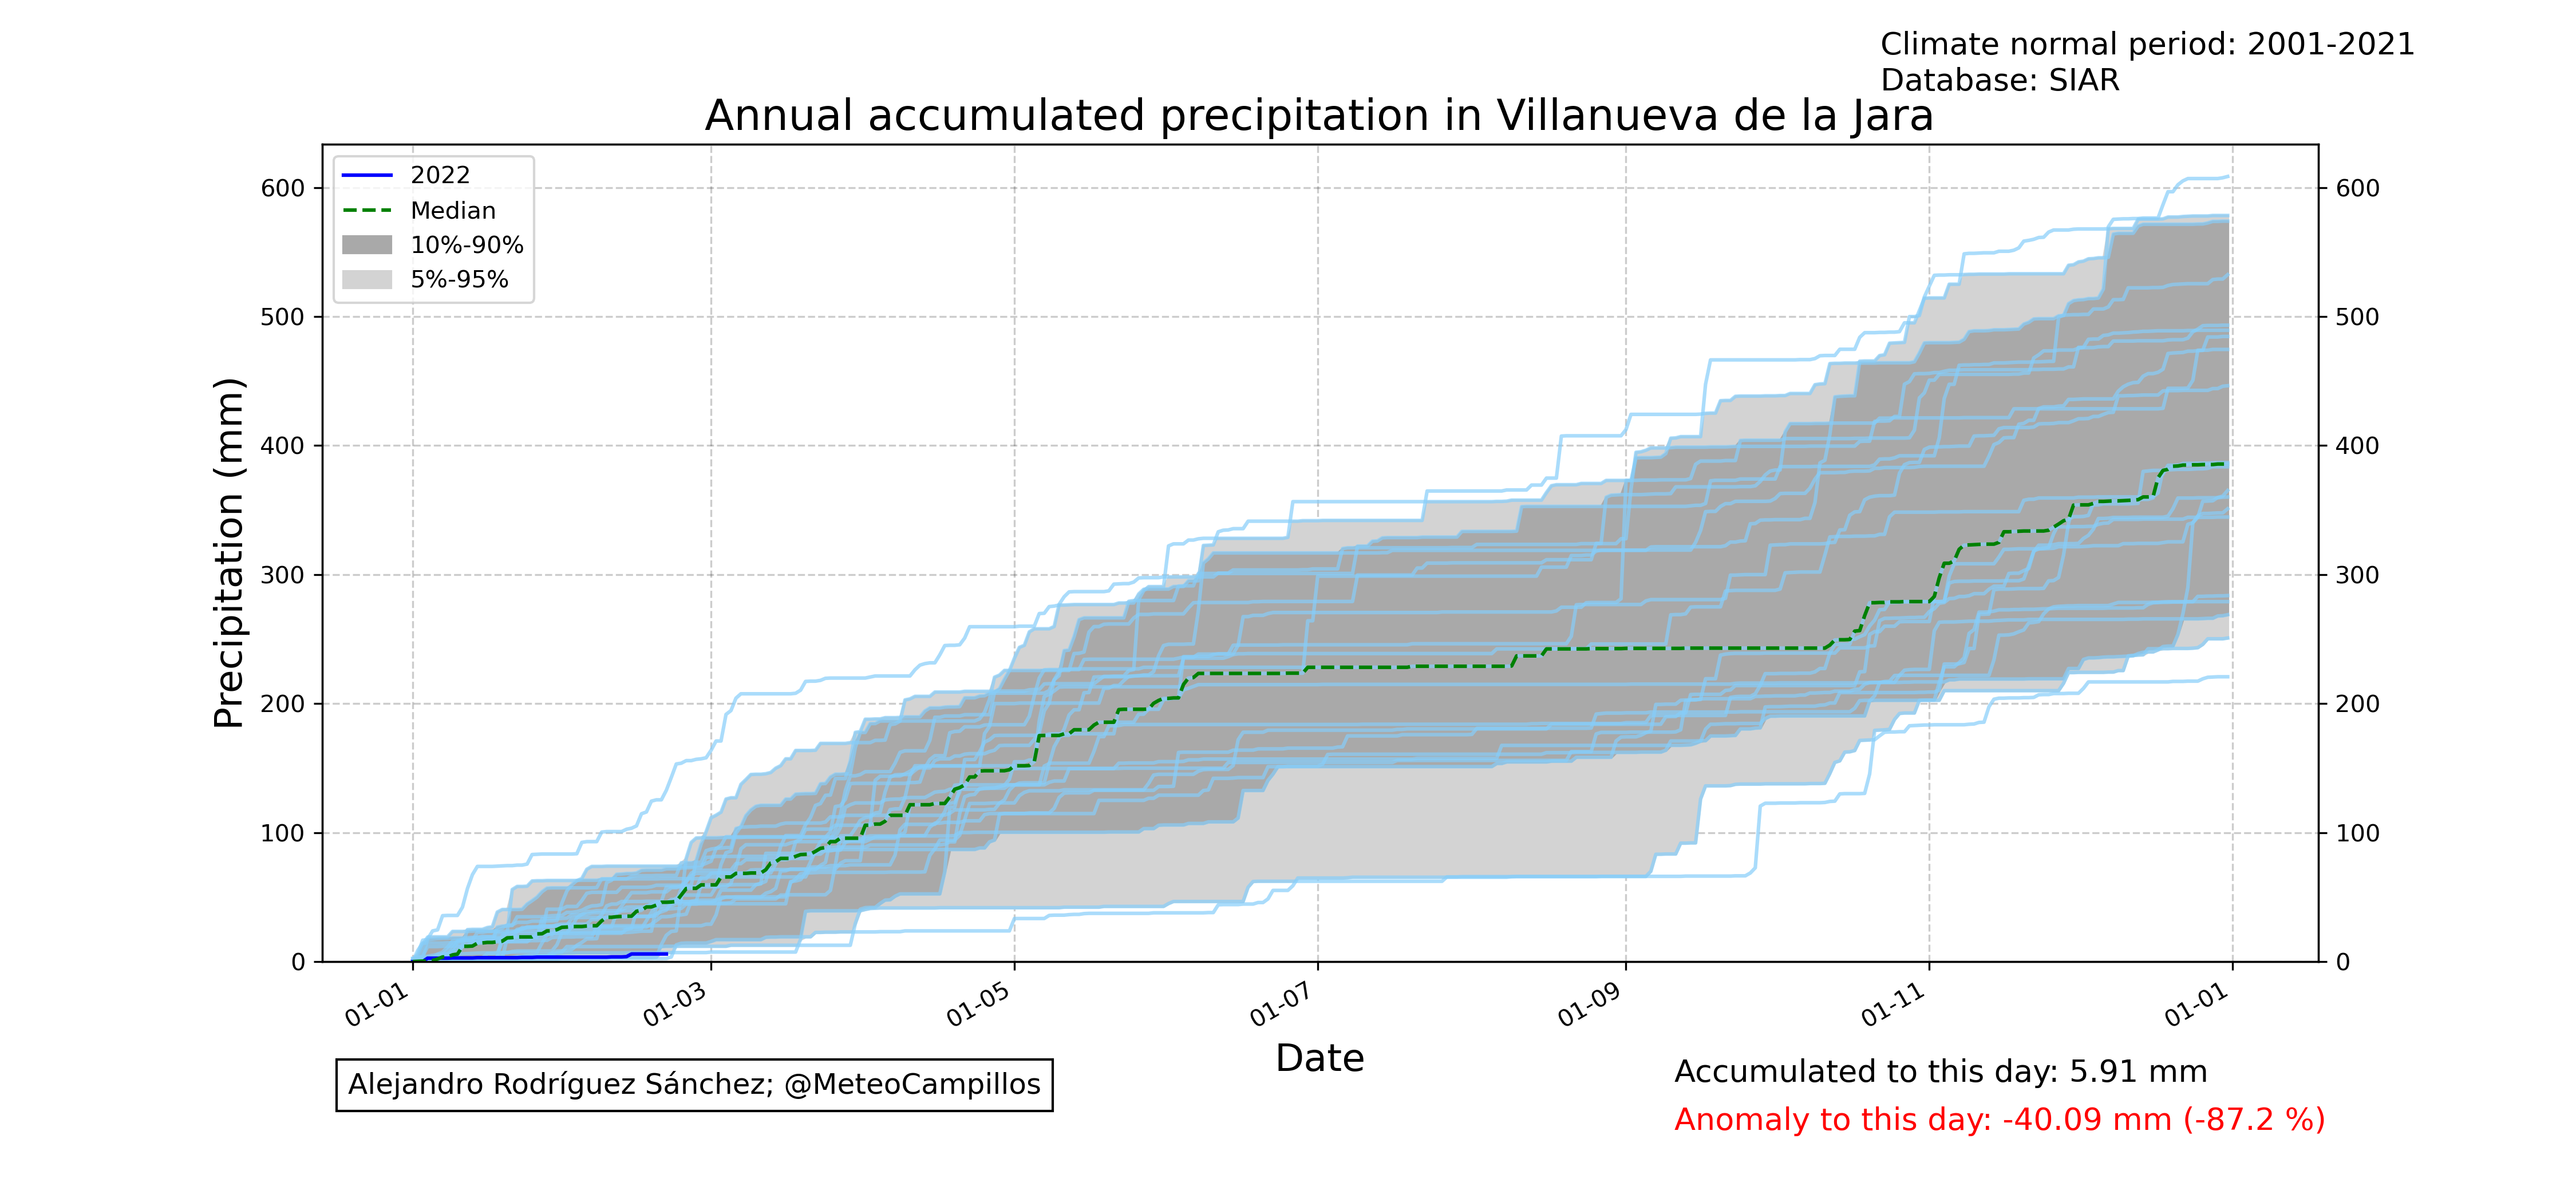 Climate normal period: 2001-2021
Database: SIAR
Annual accumulated precipitation in Villanueva de la Jara
2022
Median
10%-90%
5%-95%
Precipitation (mm)
600
500
400
300
200
100
0
600
500
400
300
200
100
0
01-01
01-03
01-05
01-07
01-09
01-11
01-01
Date
Alejandro Rodríguez Sánchez; @MeteoCampillos
Accumulated to this day: 5.91 mm
Anomaly to this day: -40.09 mm (-87.2 %)